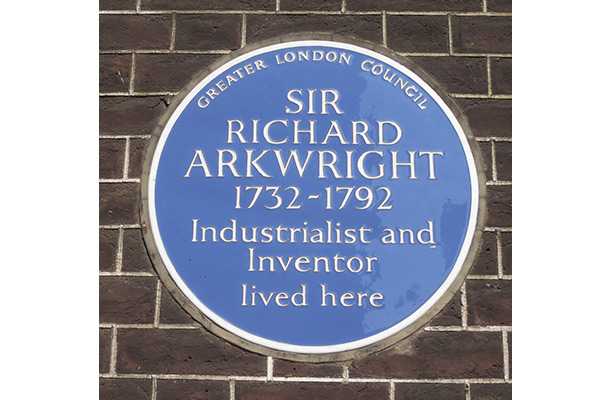 GREATER LONDON COUNCIL
SIR
RICHARD
ARKWRIGHT
1732-1792
Industrialist and
Inventor
lived here